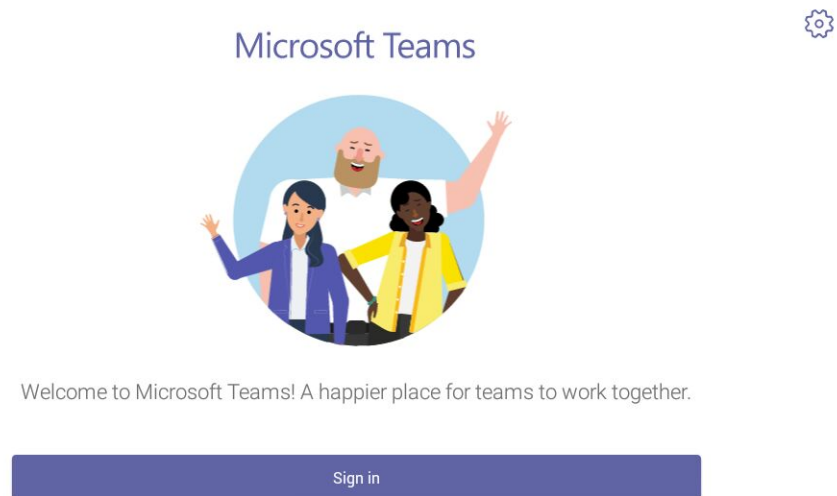 Microsoft Teams
Welcome to Microsoft Teams! A happier place for teams to work together.
Sign in